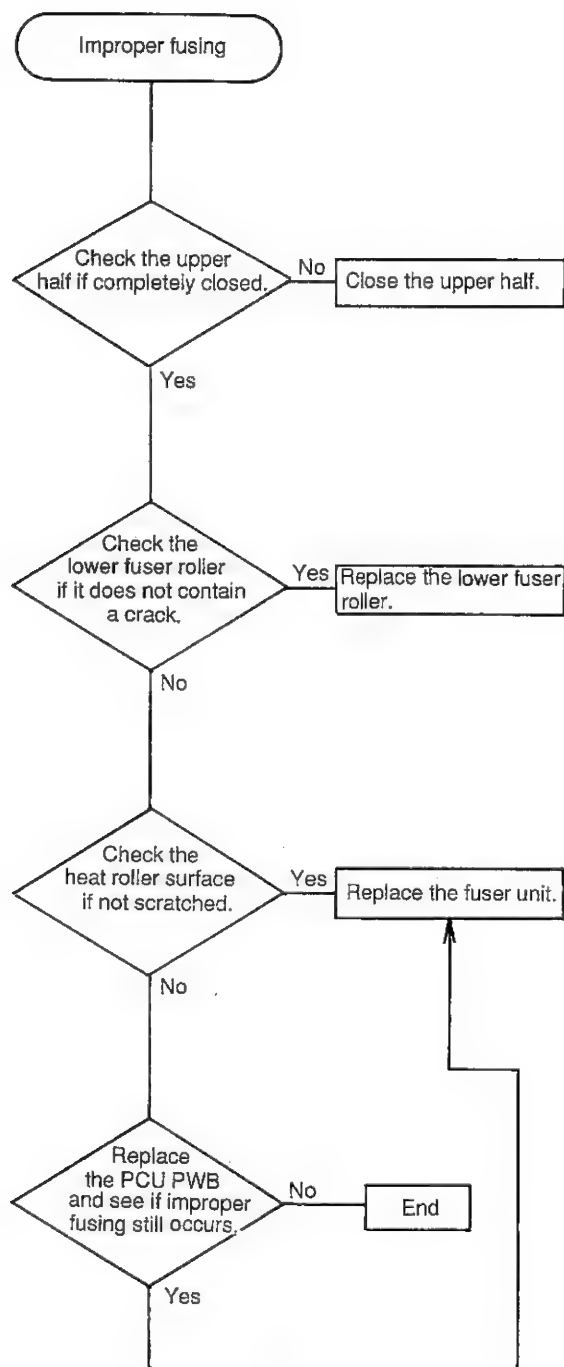 Improper fusing
Check the upper
half if completely closed.
No
Close the upper half.
Yes
Check the
lower fuser roller
if it does not contain
a crack.
Yes
Replace the lower fuser
roller.
No
Check the
heat roller surface
if not scratched.
Yes
Replace the fuser unit.
No
Replace
the PCU PWB
and see if improper
fusing still occurs.
No
End
Yes